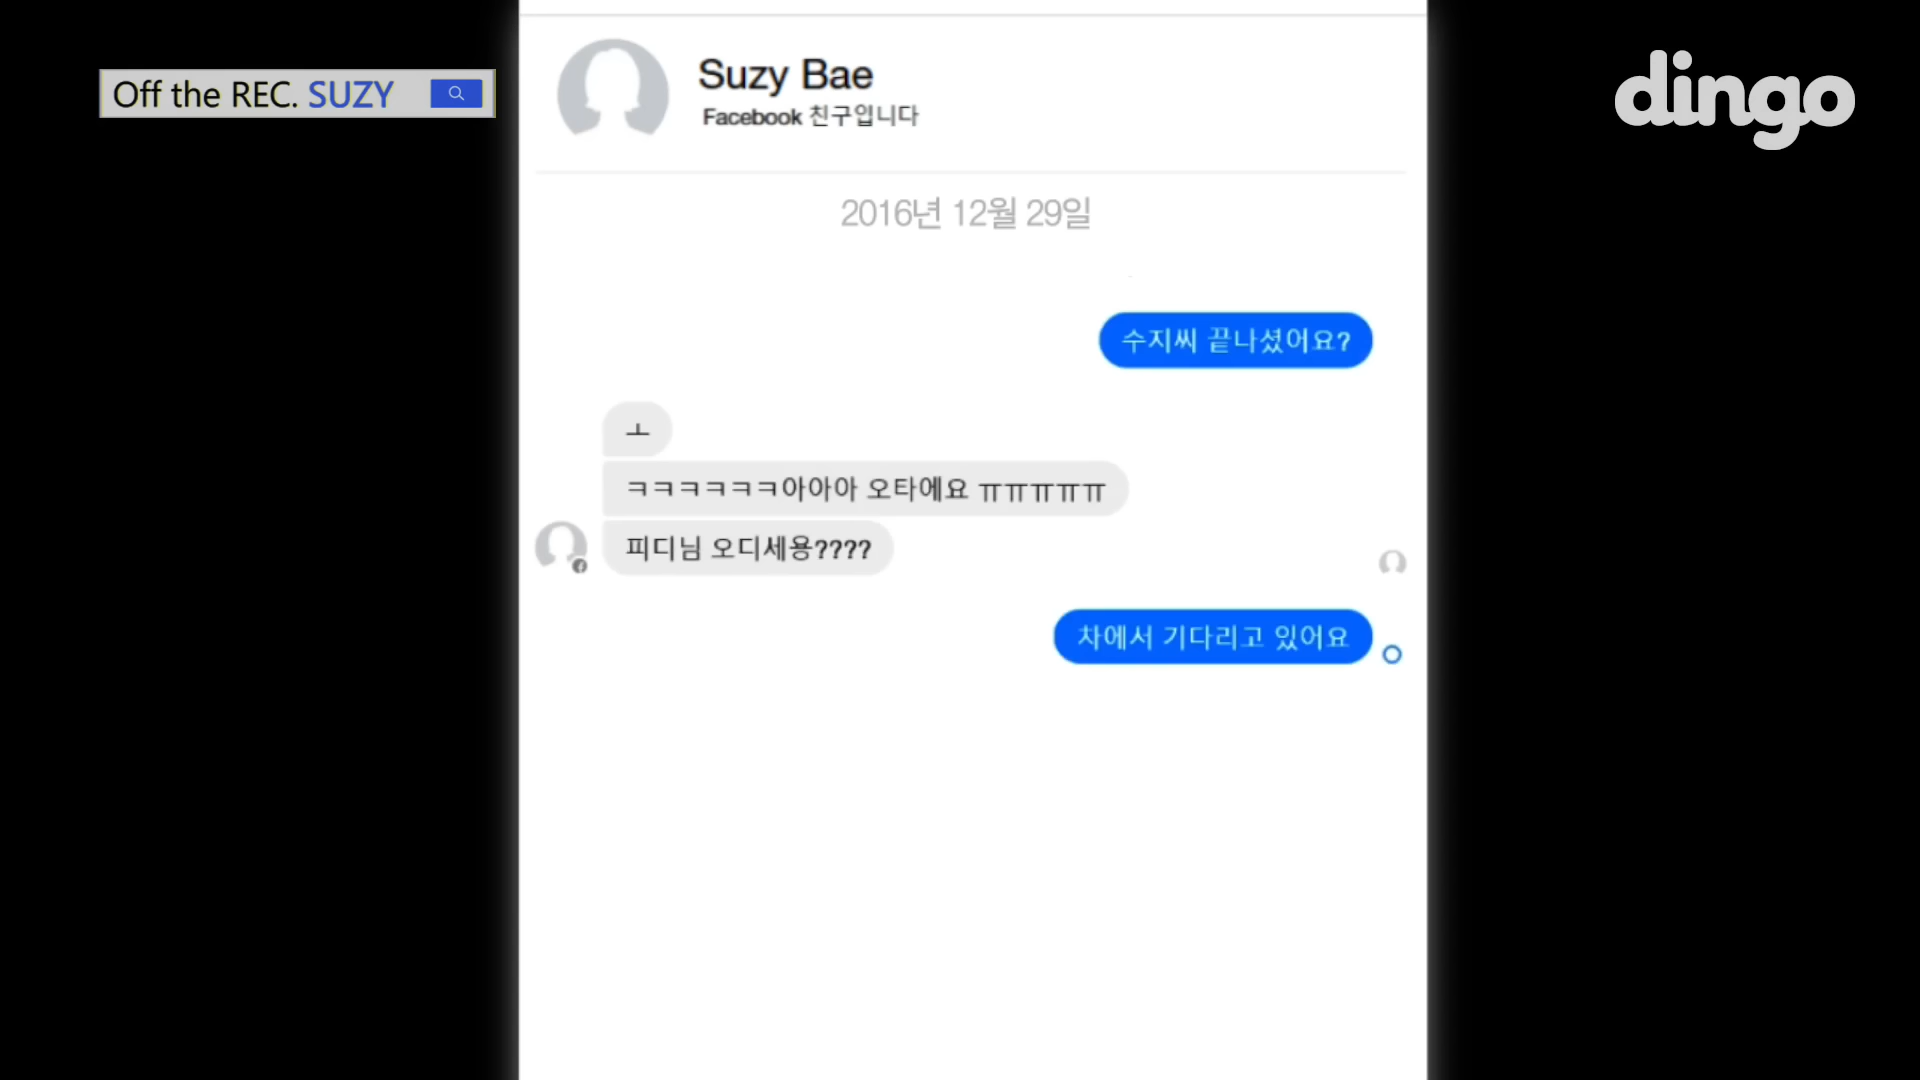 Off the REC. SUZY
dingo
Suzy Bae
Facebook 친구입니다
2016년 12월 29일
수지씨 끝나셨어요?
ㅗ
ㅋㅋㅋㅋㅋㅋ아아아 오타에요 ㅠㅠㅠㅠㅠ
피디님 오디세용????
차에서 기다리고 있어요